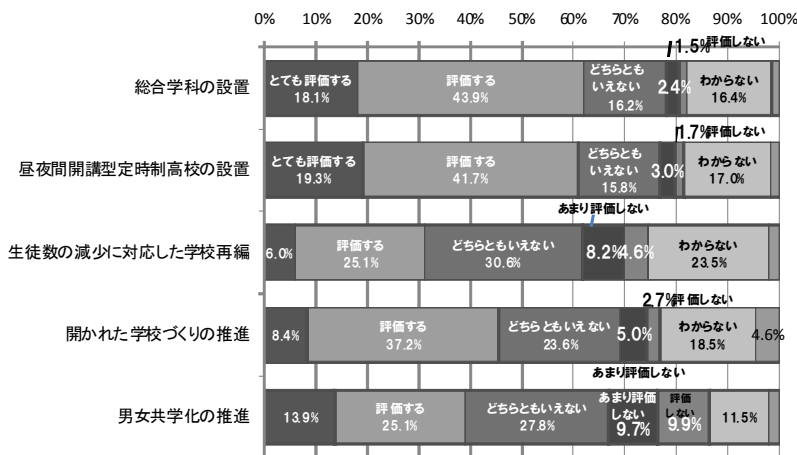 0% 10% 20% 30% 40% 50% 60% 70% 80% 90% 100%
1.5% 評価しない
総合学科の設置
とても評価する
18.1%
評価する
43.9%
どちらとも
いえない
16.2%
2.4%
わからない
16.4%
1.7%評価しない
昼夜間開講型定時制高校の設置
とても評価する
19.3%
評価する
41.7%
どちらとも
いえない
15.8%
3.0%
わからない
17.0%
あまり評価しない
生徒数の減少に対応した学校再編
6.0%
評価する
25.1%
どちらともいえない
30.6%
8.2%
4.6%
わからない
23.5%
2.7%評価しない
開かれた学校づくりの推進
8.4%
評価する
37.2%
どちらともいえない
23.6%
5.0%
わからない
18.5%
4.6%
あまり評価しない
男女共学化の推進
13.9%
評価する
25.1%
どちらともいえない
27.8%
あまり評価
しない
9.7%
評価
しない
9.9%
11.5%